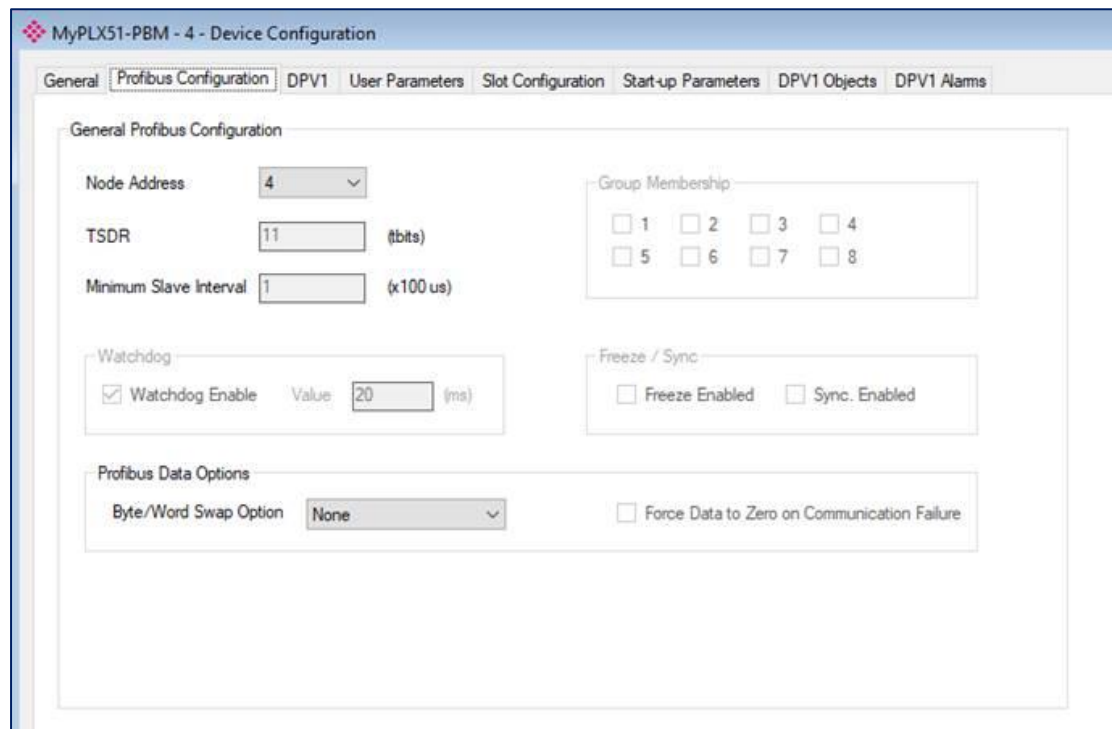 MyPLX51-PBM - 4 - Device Configuration
General Profibus Configuration DPV1 User Parameters Slot Configuration Start-up Parameters DPV1 Objects DPV1 Alarms
General Profibus Configuration
Node Address 4
TSDR 11 (tbits)
Minimum Slave Interval 1 (x100 us)
Group Membership
1 2 3 4
5 6 7 8
Watchdog
Watchdog Enable Value 20 (ms)
Freeze / Sync
Freeze Enabled Sync. Enabled
Profibus Data Options
Byte/Word Swap Option None Force Data to Zero on Communication Failure